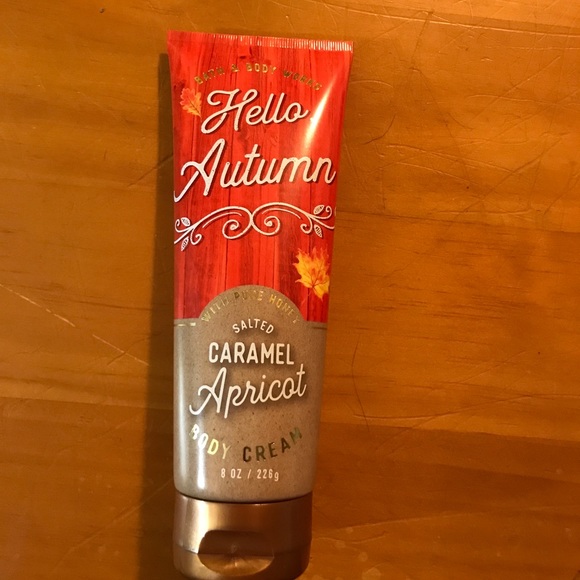 BATH & BODY WORKS
Hello
Autumn
WITH PURE HONEY
SALTED
CARAMEL
Apricot
BODY CREAM
8 OZ / 226g